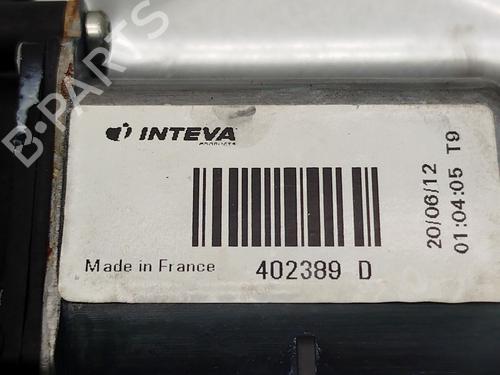 INTEVA
PRODUCTS
Made in France
402389 D
20/06/12
01:04:05 T9
B-PARTS